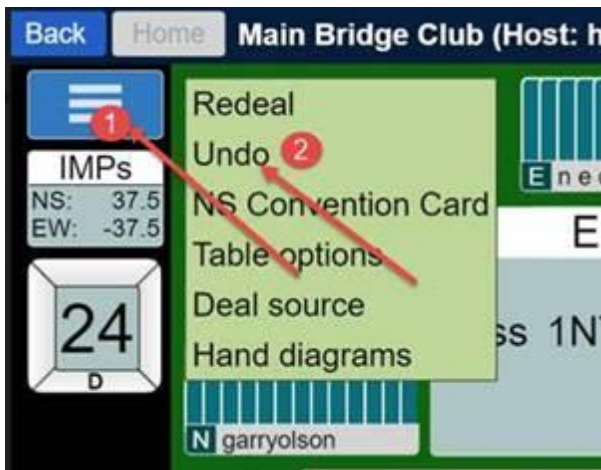 Back Home Main Bridge Club (Host: h
1
Redeal
Undo 2
IMPs
NS: 37.5
EW: -37.5
NS Convention Card
Table options
Deal source
Hand diagrams
24
D
E nec
E
ss 1N
N garryolson